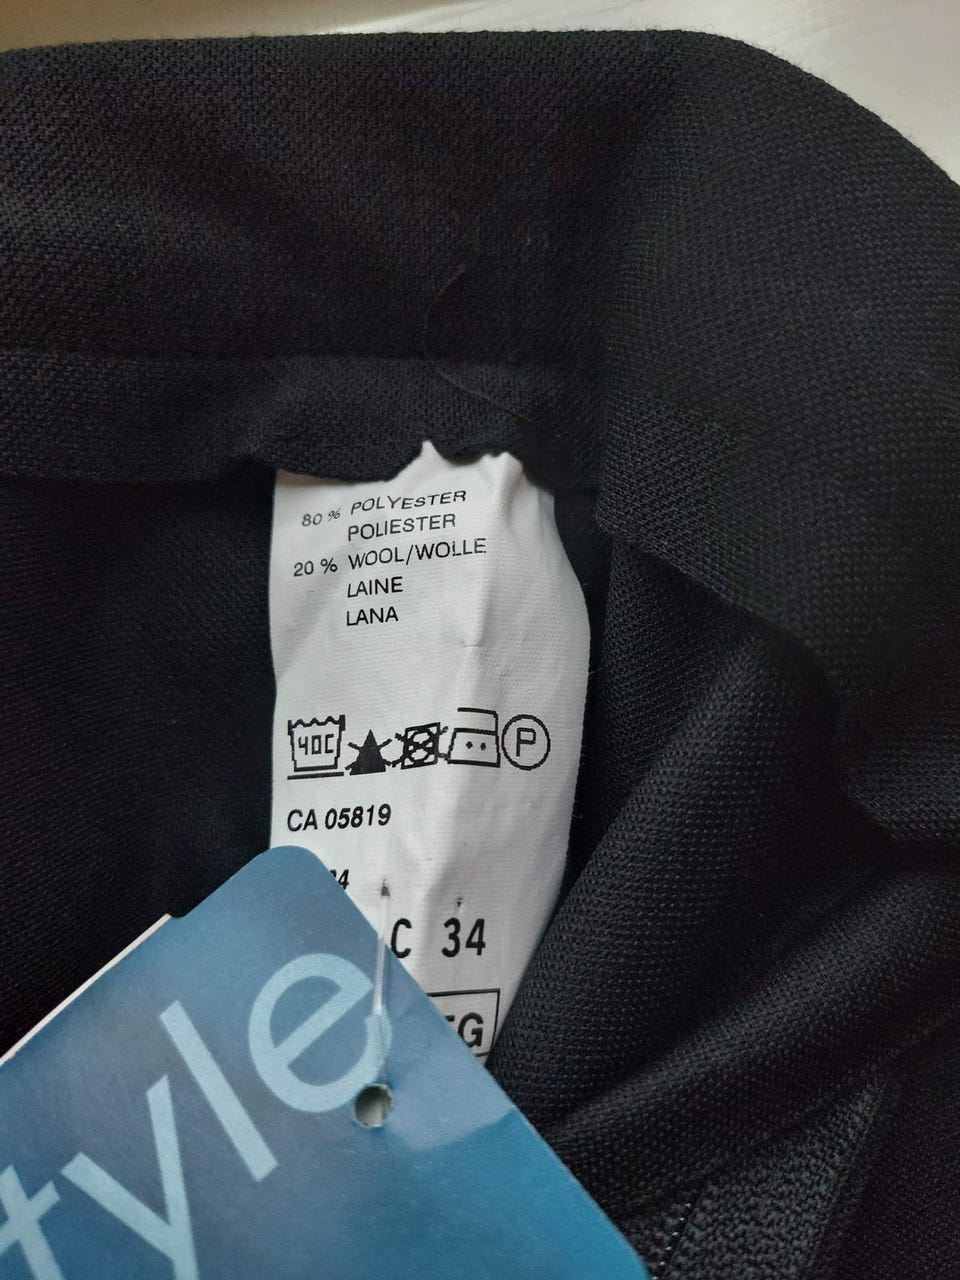 80 % POLYESTER
POLIESTER
20 % WOOL/WOLLE
LAINE
LANA
40C P
CA 05819
C 34
tyle